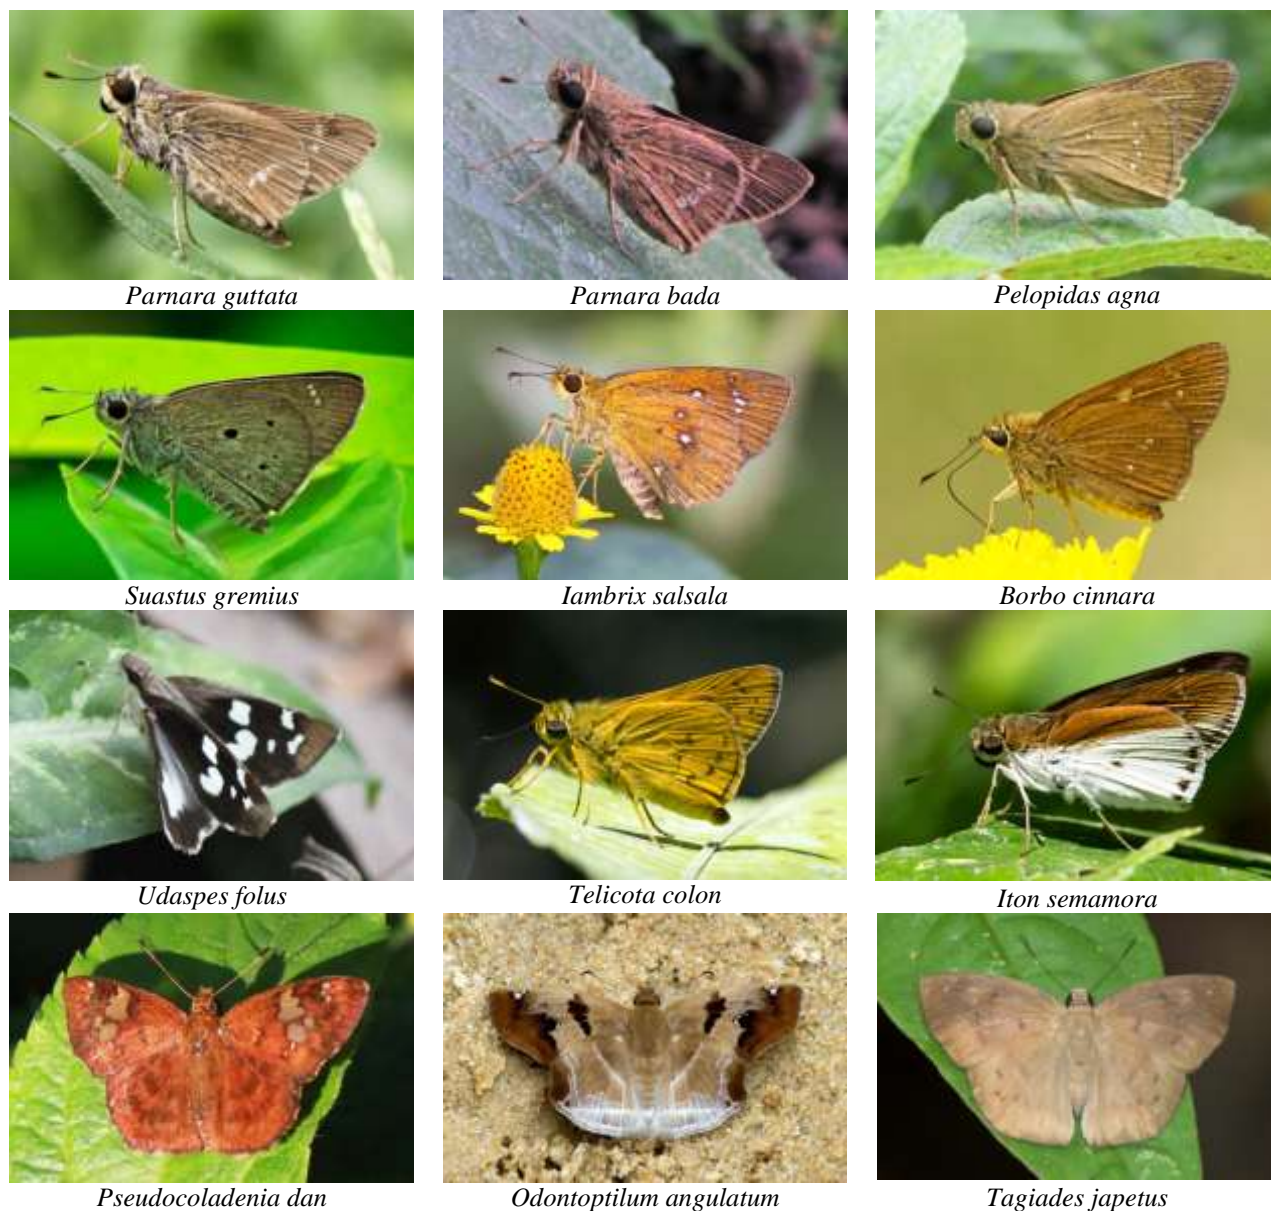 Parnara guttata
Parnara bada
Pelopidas agna
Suastus gremius
Iambrix salsala
Borbo cinnara
Udaspes folus
Telicota colon
Iton semamora
Pseudocoladenia dan
Odontoptilum angulatum
Tagiades japetus